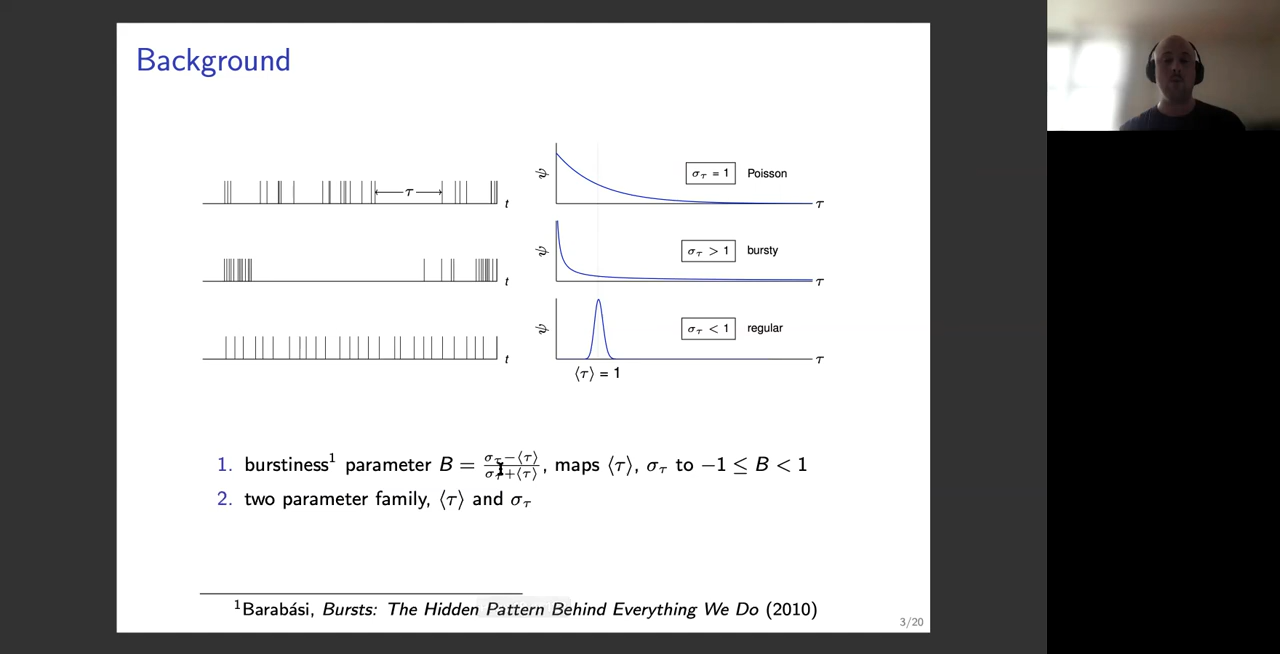 Background
τ
t
ψ
σ_τ = 1 Poisson
τ
t
ψ
σ_τ > 1 bursty
τ
t
ψ
σ_τ < 1 regular
τ
⟨τ⟩ = 1
1. burstiness¹ parameter B = (σ_τ−⟨τ⟩)/(σ_τ+⟨τ⟩), maps ⟨τ⟩, σ_τ to −1 ≤ B < 1
2. two parameter family, ⟨τ⟩ and σ_τ
¹Barabási, Bursts: The Hidden Pattern Behind Everything We Do (2010)
3/20